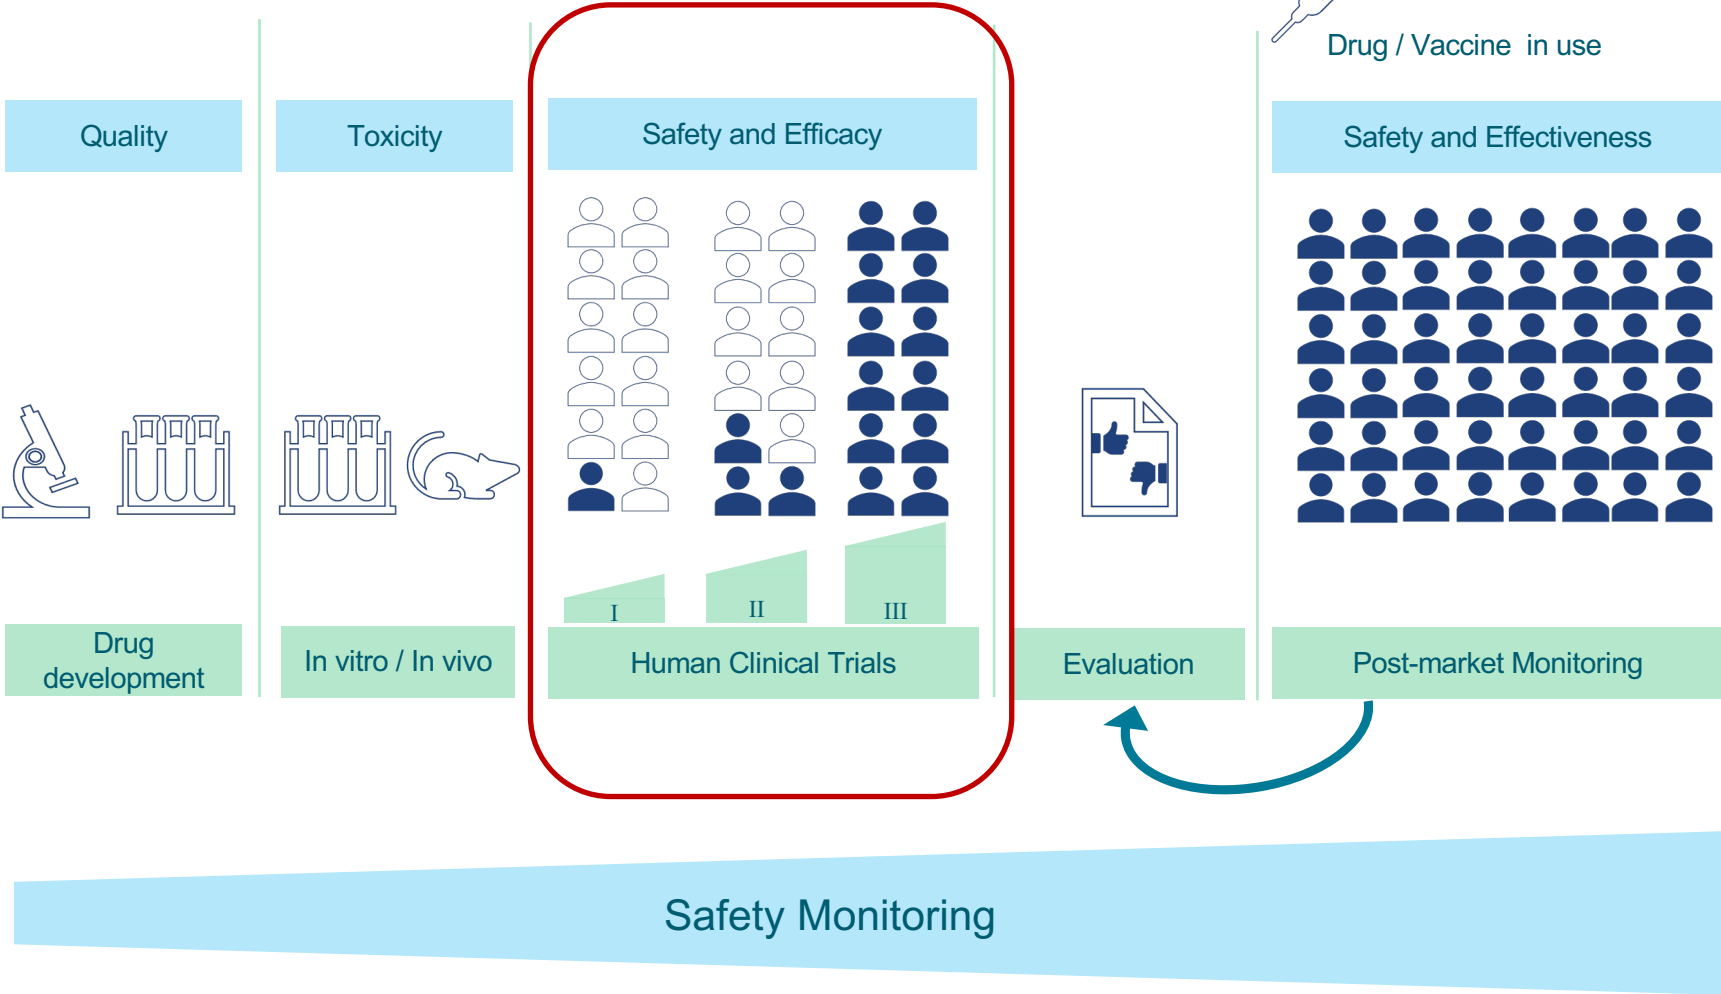 Drug / Vaccine in use
Quality
Toxicity
Safety and Efficacy
Safety and Effectiveness
I
II
III
Drug
development
In vitro / In vivo
Human Clinical Trials
Evaluation
Post-market Monitoring
Safety Monitoring